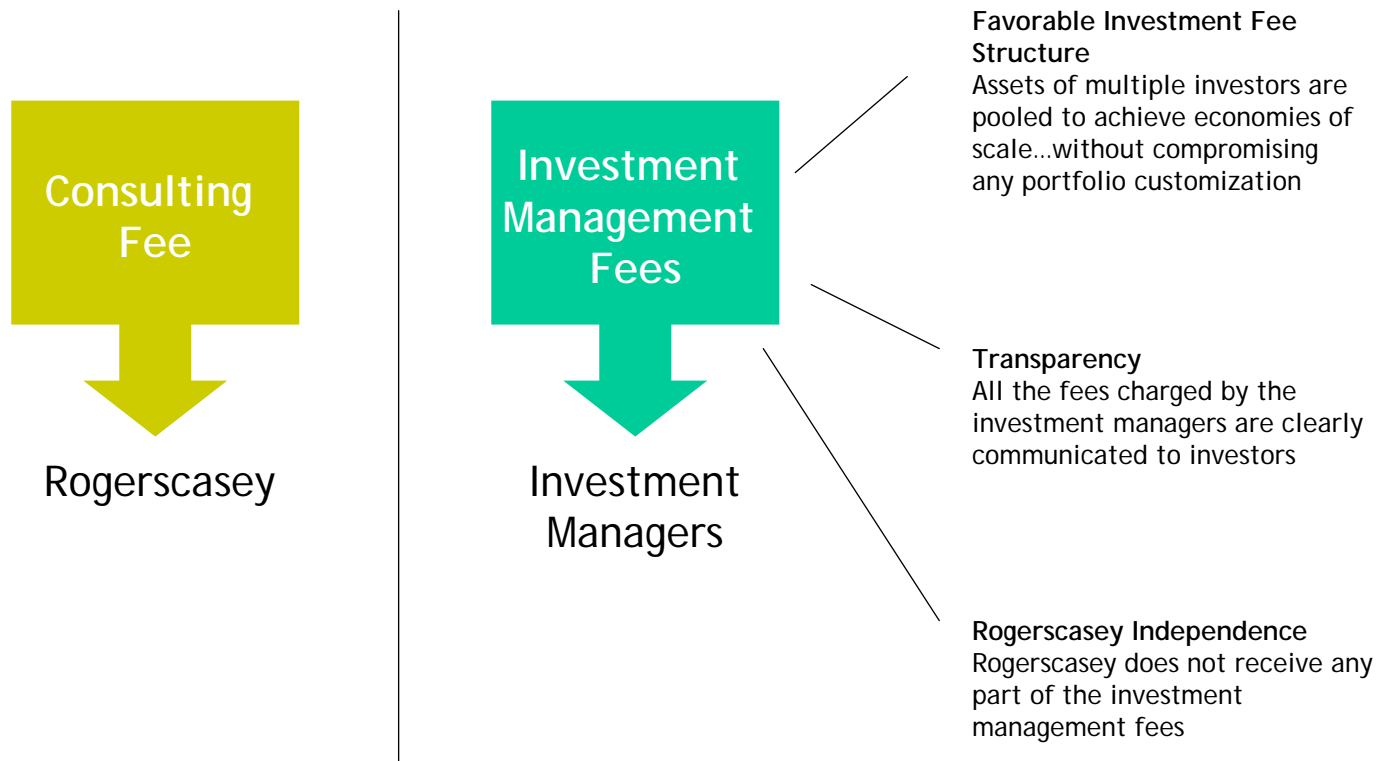 Consulting
Fee
Rogerscasey
Investment
Management
Fees
Investment
Managers
Favorable Investment Fee
Structure
Assets of multiple investors are
pooled to achieve economies of
scale...without compromising
any portfolio customization
Transparency
All the fees charged by the
investment managers are clearly
communicated to investors
Rogerscasey Independence
Rogerscasey does not receive any
part of the investment
management fees